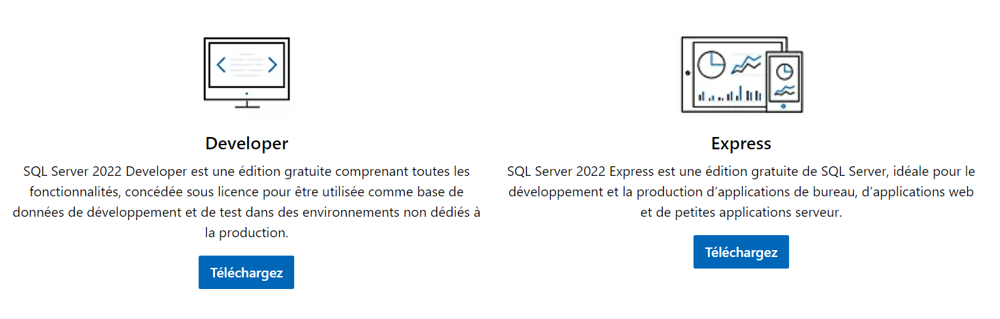 Developer
SQL Server 2022 Developer est une édition gratuite comprenant toutes les
fonctionnalités, concédée sous licence pour être utilisée comme base de
données de développement et de test dans des environnements non dédiés à
la production.
Téléchargez
Express
SQL Server 2022 Express est une édition gratuite de SQL Server, idéale pour le
développement et la production d’applications de bureau, d’applications web
et de petites applications serveur.
Téléchargez